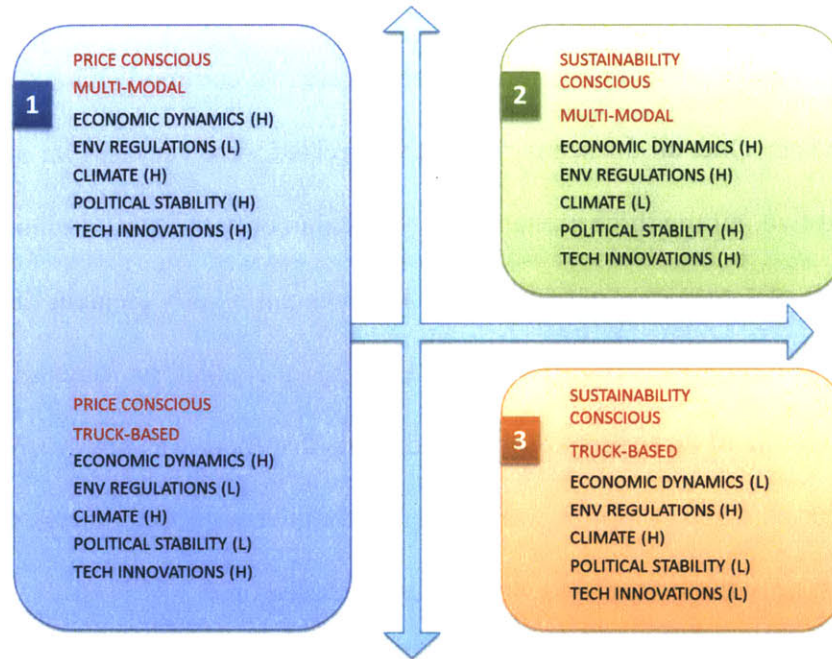 PRICE CONSCIOUS
MULTI-MODAL
1
ECONOMIC DYNAMICS (H)
ENV REGULATIONS (L)
CLIMATE (H)
POLITICAL STABILITY (H)
TECH INNOVATIONS (H)
PRICE CONSCIOUS
TRUCK-BASED
ECONOMIC DYNAMICS (H)
ENV REGULATIONS (L)
CLIMATE (H)
POLITICAL STABILITY (L)
TECH INNOVATIONS (H)
SUSTAINABILITY
CONSCIOUS
2
MULTI-MODAL
ECONOMIC DYNAMICS (H)
ENV REGULATIONS (H)
CLIMATE (L)
POLITICAL STABILITY (H)
TECH INNOVATIONS (H)
SUSTAINABILITY
CONSCIOUS
3
TRUCK-BASED
ECONOMIC DYNAMICS (L)
ENV REGULATIONS (H)
CLIMATE (H)
POLITICAL STABILITY (L)
TECH INNOVATIONS (L)